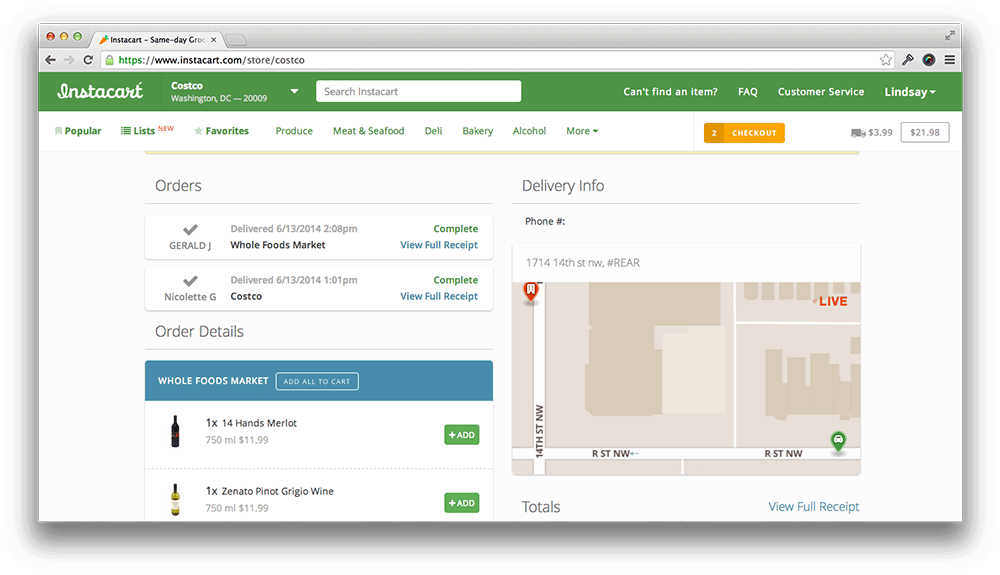 Instacart - Same-day Groc
https://www.instacart.com/store/costco
Instacart
Costco
Washington, DC — 20009
Search Instacart
Can't find an item?
FAQ
Customer Service
Lindsay
Popular
Lists NEW
Favorites
Produce
Meat & Seafood
Deli
Bakery
Alcohol
More
2 CHECKOUT
$3.99
$21.98
Orders
GERALD J
Delivered 6/13/2014 2:08pm
Complete
Whole Foods Market
View Full Receipt
Nicolette G
Delivered 6/13/2014 1:01pm
Complete
Costco
View Full Receipt
Order Details
WHOLE FOODS MARKET
ADD ALL TO CART
1x 14 Hands Merlot
750 ml $11.99
+ADD
1x Zenato Pinot Grigio Wine
750 ml $11.99
+ADD
Delivery Info
Phone #:
1714 14th st nw, #REAR
LIVE
14TH ST NW
R ST NW←
R ST NW
Totals
View Full Receipt